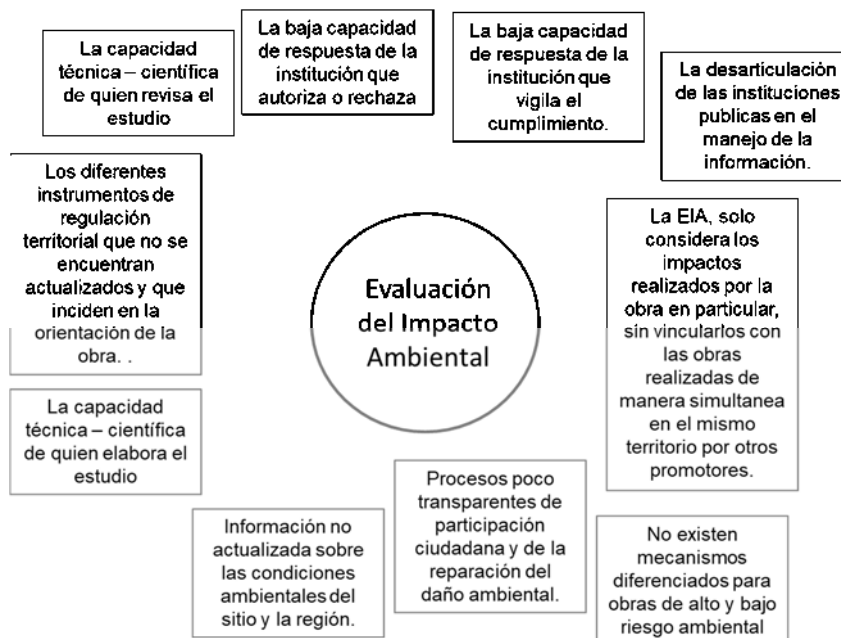 La capacidad
técnica – científica
de quien revisa el
estudio
La baja capacidad
de respuesta de la
institución que
autoriza o rechaza
La baja capacidad
de respuesta de la
institución que
vigila el
cumplimiento.
La desarticulación
de las instituciones
publicas en el
manejo de la
información.
Los diferentes
instrumentos de
regulación
territorial que no se
encuentran
actualizados y que
inciden en la
orientación de la
obra. .
Evaluación
del Impacto
Ambiental
La EIA, solo
considera los
impactos
realizados por la
obra en particular,
sin vincularlos con
las obras
realizadas de
manera simultanea
en el mismo
territorio por otros
promotores.
La capacidad
técnica – científica
de quien elabora el
estudio
Información no
actualizada sobre
las condiciones
ambientales del
sitio y la región.
Procesos poco
transparentes de
participación
ciudadana y de la
reparación del
daño ambiental.
No existen
mecanismos
diferenciados para
obras de alto y bajo
riesgo ambiental